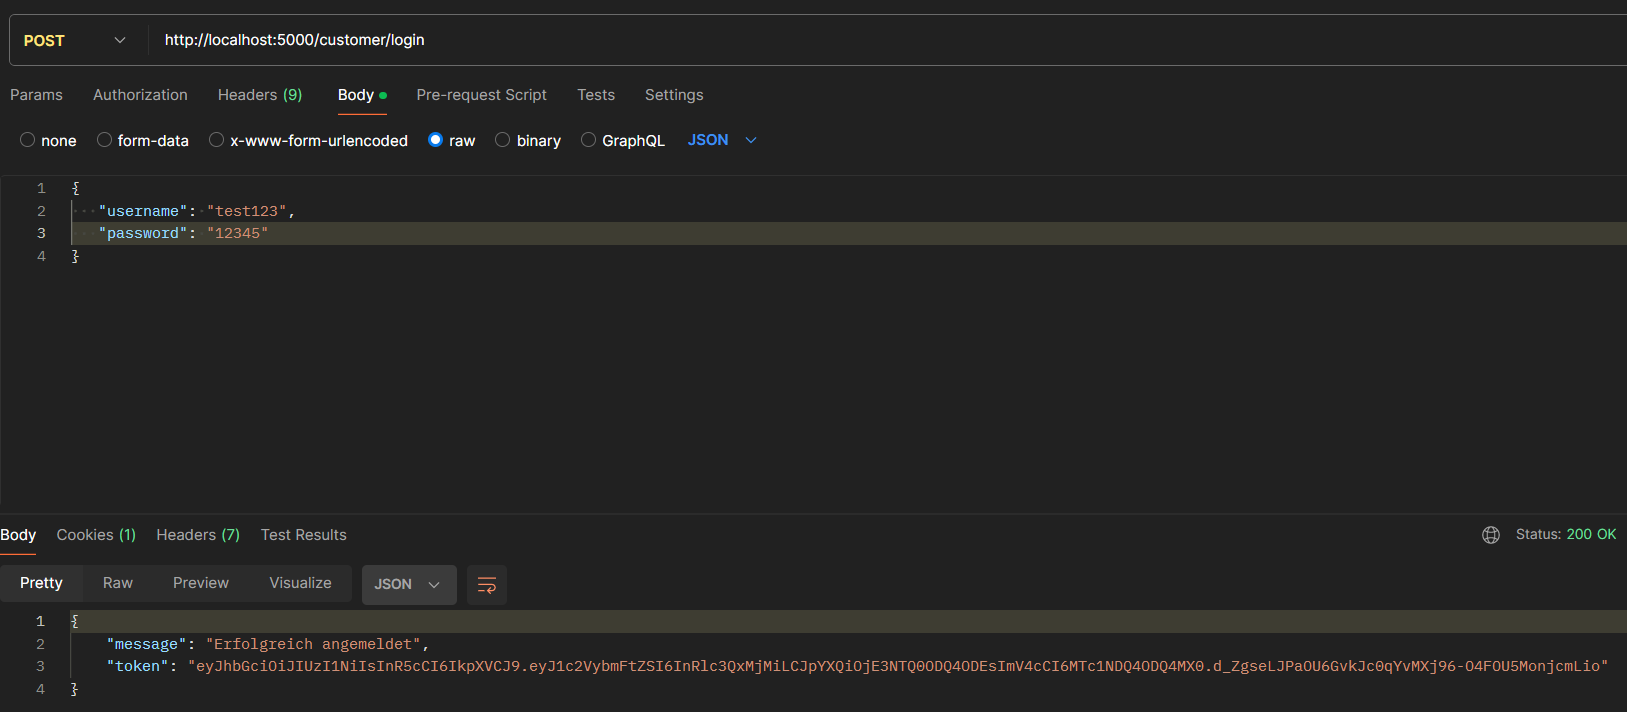 POST http://localhost:5000/customer/login
Params Authorization Headers (9) Body Pre-request Script Tests Settings
none form-data x-www-form-urlencoded raw binary GraphQL JSON
1 {
2 "username": "test123",
3 "password": "12345"
4 }
Body Cookies (1) Headers (7) Test Results Status: 200 OK
Pretty Raw Preview Visualize JSON
1 {
2 "message": "Erfolgreich angemeldet",
3 "token": "eyJhbGciOiJIUzI1NiIsInR5cCI6IkpXVCJ9.eyJ1c2VybmFtZSI6InRlc3QxMjMiLCJpYXQiOjE3NTQ0ODQ4ODEsImV4cCI6MTc1NDQ4ODQ4MX0.d_ZgseLJPaOU6GvkJc0qYvMXj96-O4FOU5MonjcmLio"
4 }